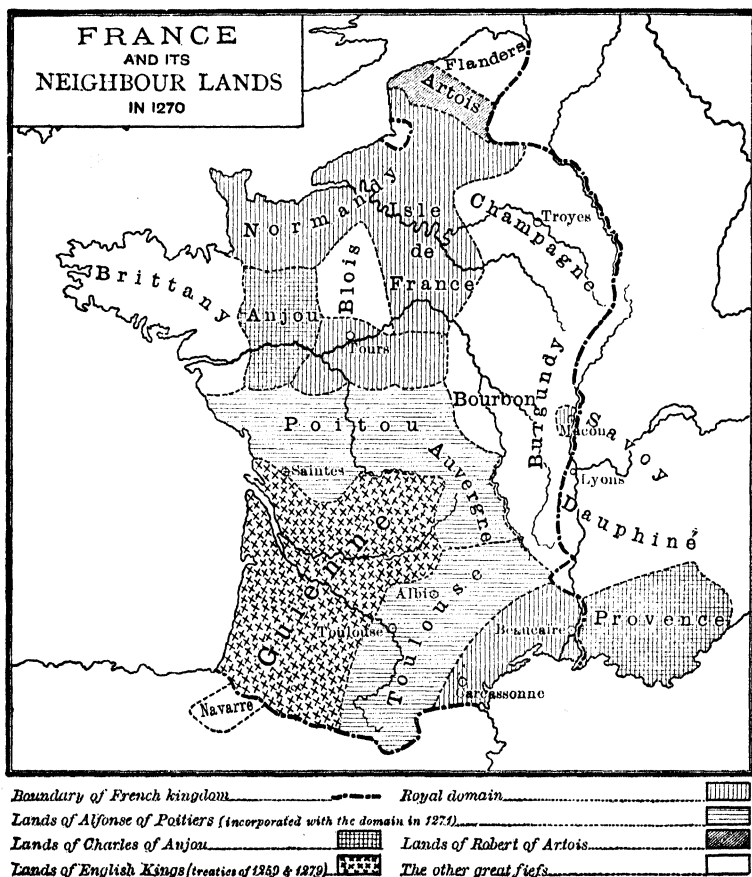 FRANCE
AND ITS
NEIGHBOUR LANDS
IN 1270
Flanders
Artois
Normandy
Isle
de
France
Champagne
Troyes
Brittany
Blois
Anjou
Tours
Burgundy
Bourbon
Poitou
Macon
Savoy
Saintes
Auvergne
Lyons
Dauphiné
Guienne
Albi
Toulouse
Toulouse
Beaucaire
Provence
Carcassonne
Navarre
Boundary of French kingdom
Royal domain
Lands of Alfonse of Poitiers (incorporated with the domain in 1271)
Lands of Charles of Anjou
Lands of Robert of Artois
Lands of English Kings (treaties of 1259 & 1279)
The other great fiefs